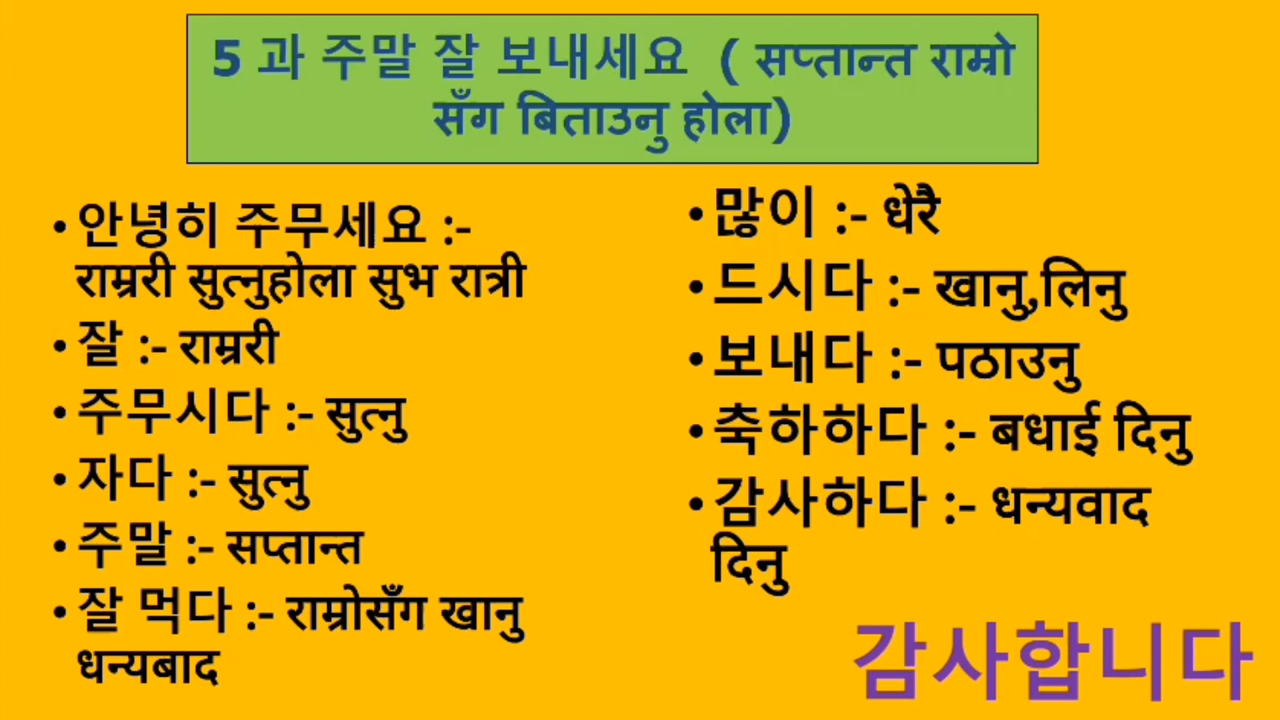 5 과 주말 잘 보내세요 ( सप्तान्त राम्रो
सँग बिताउनु होला)
• 안녕히 주무세요 :-
राम्ररी सुत्नुहोला सुभ रात्री
• 잘 :- राम्ररी
• 주무시다 :- सुत्नु
• 자다 :- सुत्नु
• 주말 :- सप्तान्त
• 잘 먹다 :- राम्रोसँग खानु
धन्यबाद
• 많이 :- धेरै
• 드시다 :- खानु,लिनु
• 보내다 :- पठाउनु
• 축하하다 :- बधाई दिनु
• 감사하다 :- धन्यवाद
दिनु
감사합니다